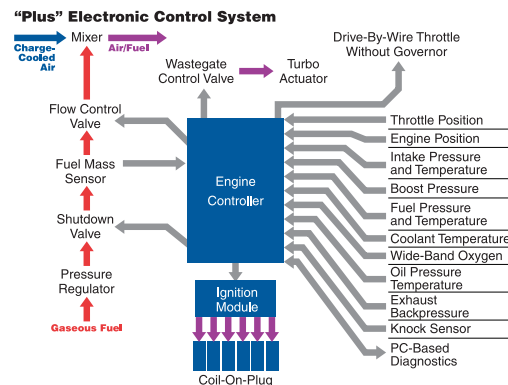 “Plus” Electronic Control System
Mixer
Charge-
Cooled
Air
Air/Fuel
Drive-By-Wire Throttle
Without Governor
Wastegate
Control Valve
Turbo
Actuator
Flow Control
Valve
Fuel Mass
Sensor
Shutdown
Valve
Pressure
Regulator
Gaseous Fuel
Engine
Controller
Ignition
Module
Coil-On-Plug
Throttle Position
Engine Position
Intake Pressure
and Temperature
Boost Pressure
Fuel Pressure
and Temperature
Coolant Temperature
Wide-Band Oxygen
Oil Pressure
Temperature
Exhaust
Backpressure
Knock Sensor
PC-Based
Diagnostics